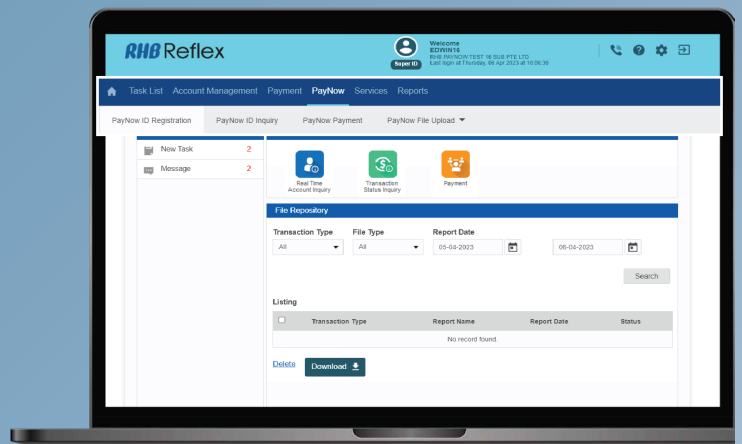 RHB Reflex
Super ID
Welcome
EDWIN16
RHB PAYNOW TEST 16 SUB PTE LTD
Last login at Thursday, 06 Apr 2023 at 10:06:36
Task List Account Management Payment PayNow Services Reports
PayNow ID Registration PayNow ID Inquiry PayNow Payment PayNow File Upload
New Task 2
Message 2
Real Time
Account Inquiry
Transaction
Status Inquiry
Payment
File Repository
Transaction Type File Type Report Date
All All 05-04-2023 06-04-2023
Search
Listing
Transaction Type Report Name Report Date Status
No record found.
Delete Download